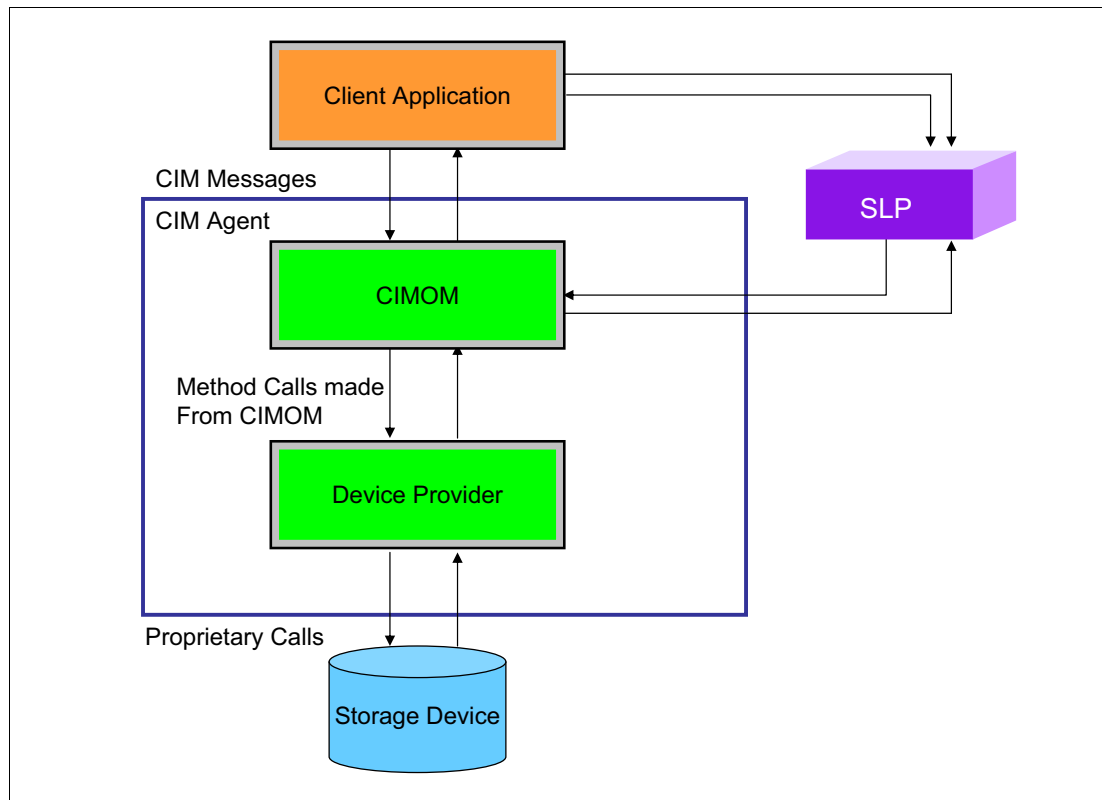 Client Application
CIM Messages
CIM Agent
SLP
CIMOM
Method Calls made
From CIMOM
Device Provider
Proprietary Calls
Storage Device